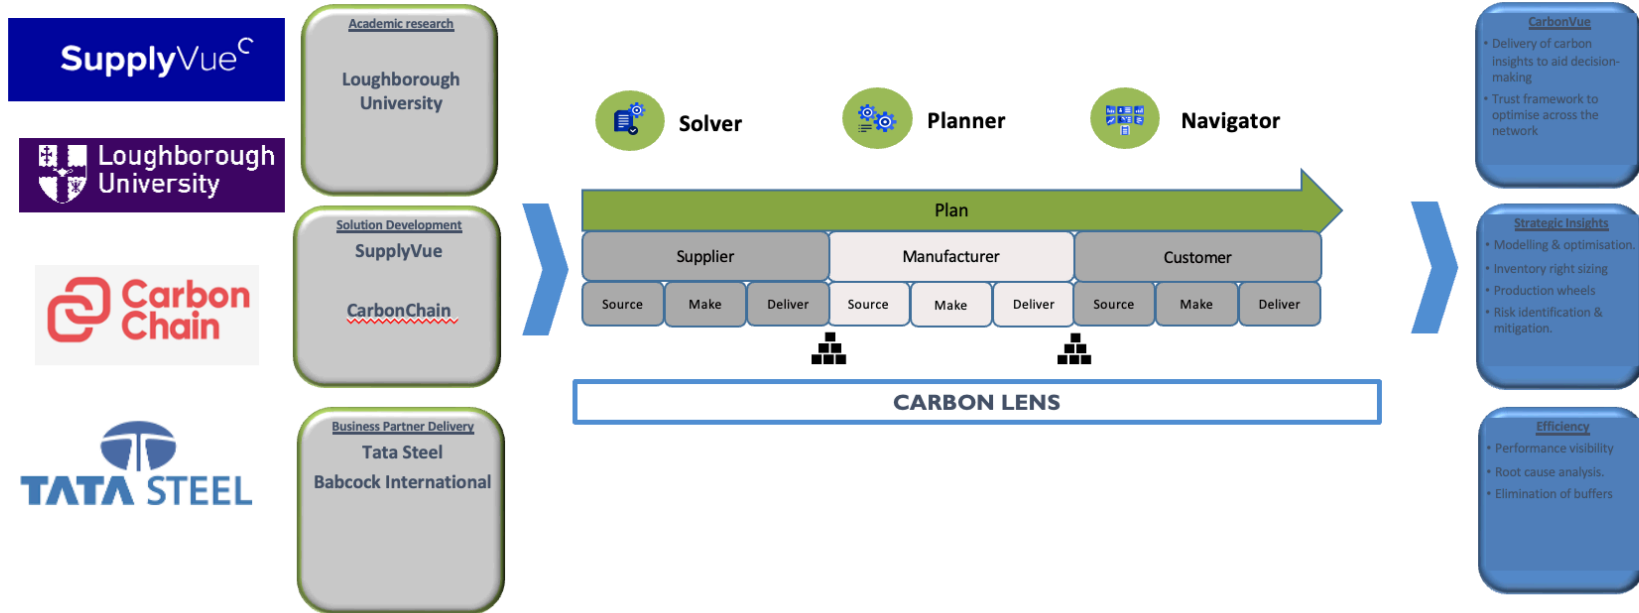 SupplyVue
Loughborough
University
Carbon
Chain
TATA STEEL
Academic research
Loughborough
University
Solution Development
SupplyVue
CarbonChain
Business Partner Delivery
Tata Steel
Babcock International
Solver
Planner
Navigator
Plan
Supplier
Manufacturer
Customer
Source
Make
Deliver
Source
Make
Deliver
Source
Make
Deliver
CARBON LENS
CarbonVue
• Delivery of carbon
insights to aid decision-
making
• Trust framework to
optimise across the
network
Strategic Insights
• Modelling & optimisation.
• Inventory right sizing
• Production wheels
• Risk identification &
mitigation.
Efficiency
• Performance visibility
• Root cause analysis.
• Elimination of buffers